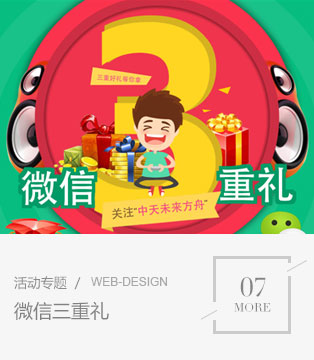 三重好礼等你拿
3
微信 重礼
关注"中天未来方舟"
活动专题 / WEB-DESIGN
微信三重礼
07
MORE